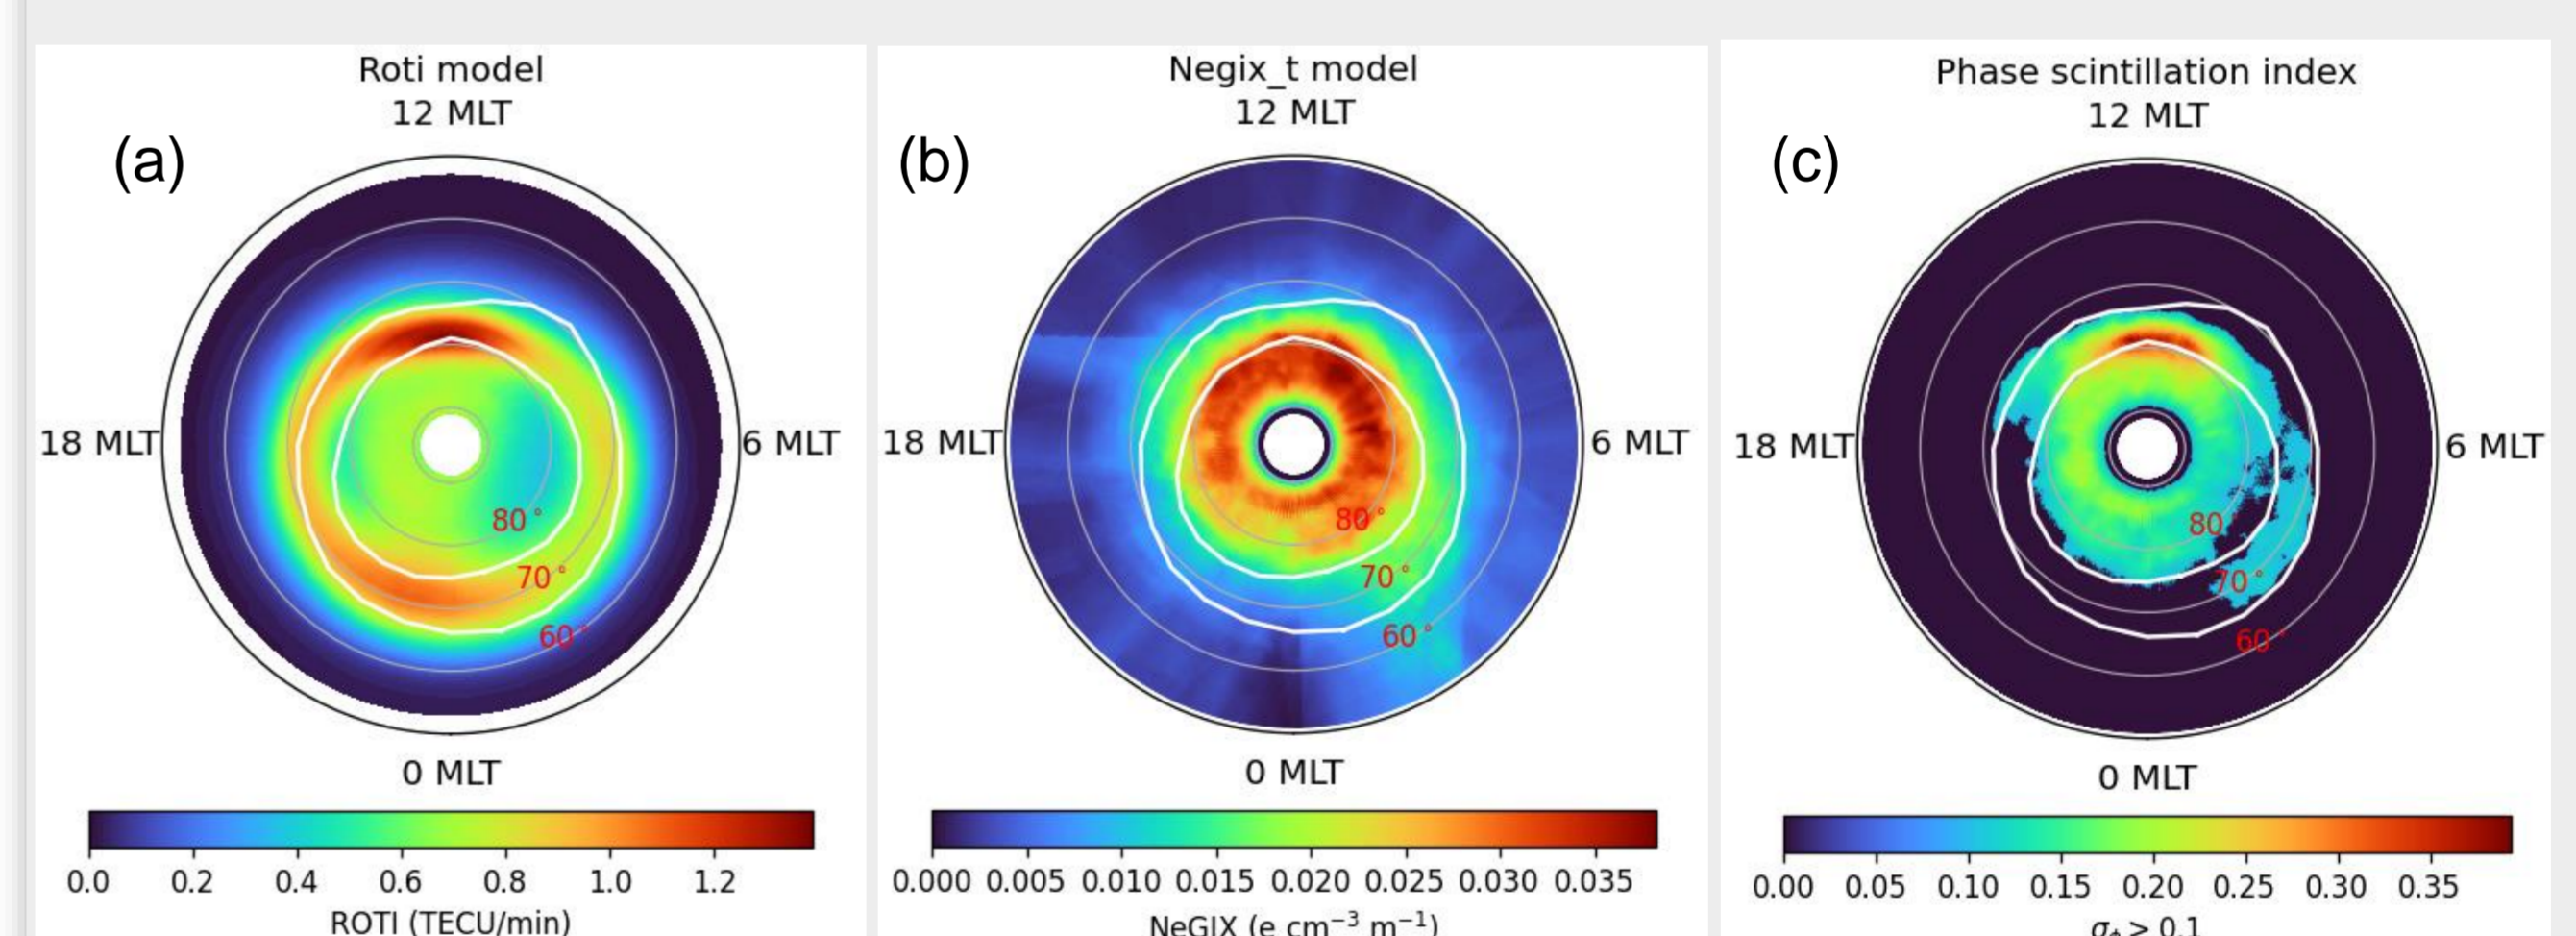 Roti model
12 MLT
(a)
18 MLT
6 MLT
80°
70°
60°
0 MLT
0.0 0.2 0.4 0.6 0.8 1.0 1.2
ROTI (TECU/min)
Negix_t model
12 MLT
(b)
18 MLT
6 MLT
80°
70°
60°
0 MLT
0.000 0.005 0.010 0.015 0.020 0.025 0.030 0.035
NeGIX (e cm⁻³ m⁻¹)
Phase scintillation index
12 MLT
(c)
18 MLT
6 MLT
80
70°
60°
0 MLT
0.00 0.05 0.10 0.15 0.20 0.25 0.30 0.35
σϕ > 0.1